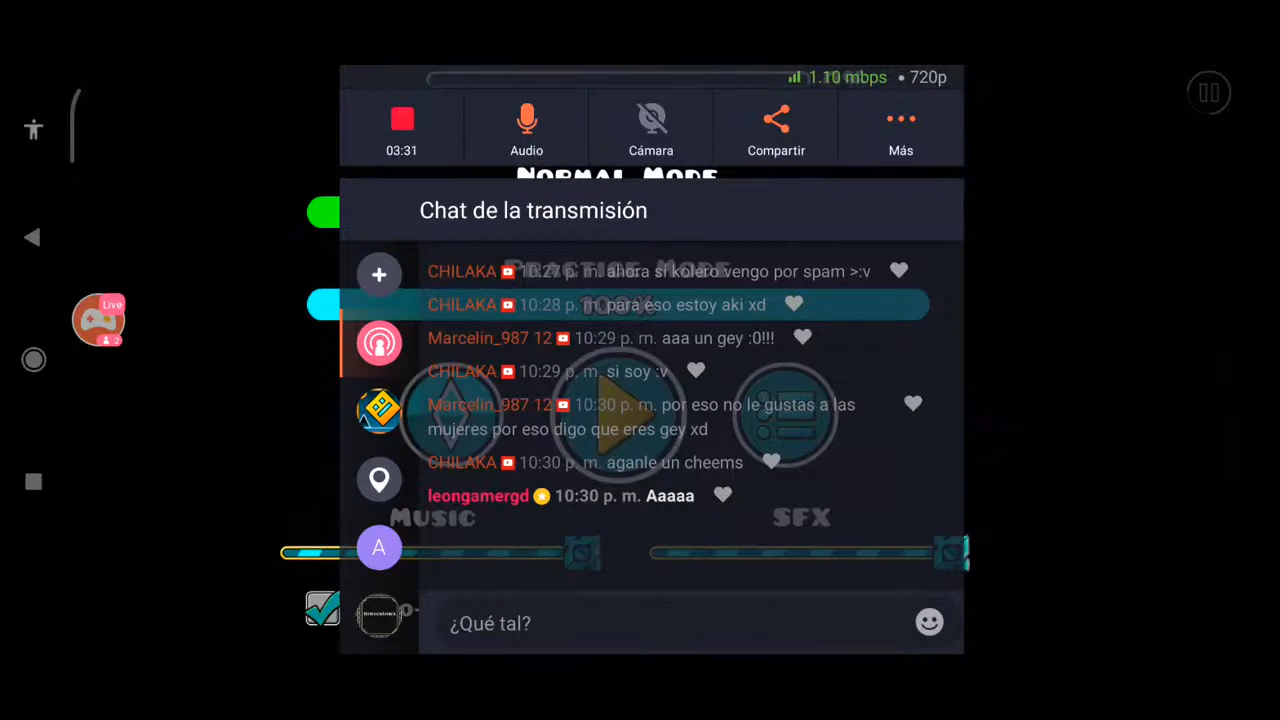 1.10 mbps • 720p
03:31
Audio
Cámara
Compartir
Más
NORMAL MODE
Chat de la transmisión
PRACTICE MODE
100%
CHILAKA 10:27 p. m. ahora si kolero vengo por spam >:v
CHILAKA 10:28 p. m. para eso estoy aki xd
Live
2
Marcelin_987 12 10:29 p. m. aaa un gey :0!!!
CHILAKA 10:29 p. m. si soy :v
Marcelin_987 12 10:30 p. m. por eso no le gustas a las
mujeres por eso digo que eres gey xd
CHILAKA 10:30 p. m. aganle un cheems
leongamergd 10:30 p. m. Aaaaa
MUSIC
SFX
A
¿Qué tal?